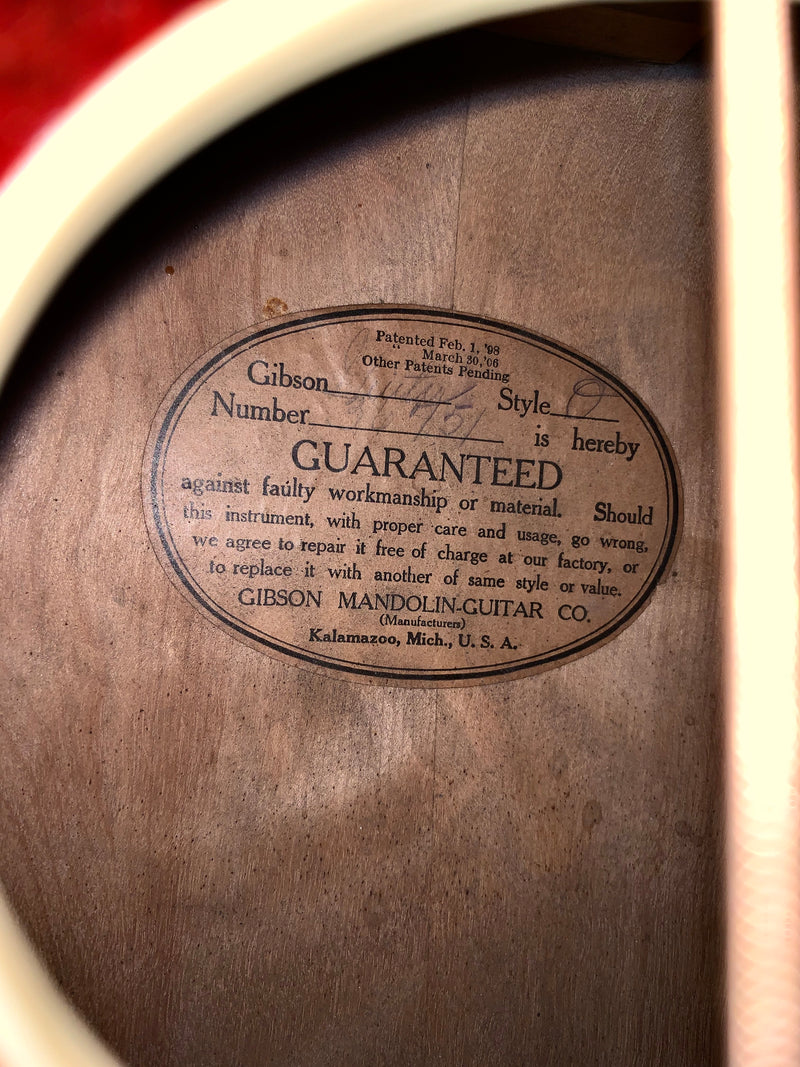 Patented Feb. 1, '98
" March 30, '06
Other Patents Pending
Gibson Style O
Number is hereby
GUARANTEED
against faulty workmanship or material. Should
this instrument, with proper care and usage, go wrong,
we agree to repair it free of charge at our factory, or
to replace it with another of same style or value.
GIBSON MANDOLIN-GUITAR CO.
(Manufacturers)
Kalamazoo, Mich., U. S. A.